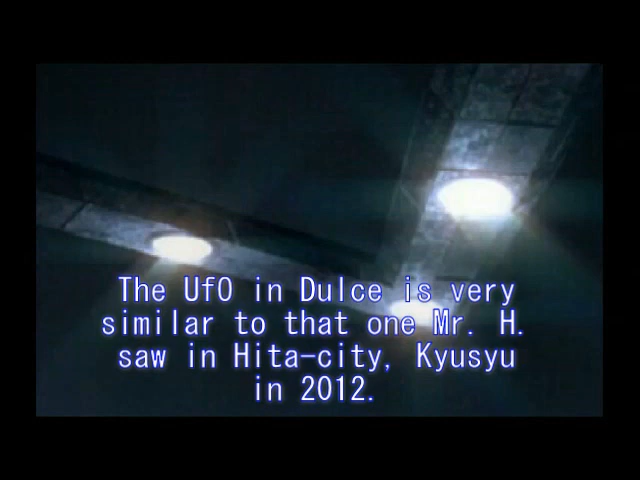 The UfO in Dulce is very
similar to that one Mr. H.
saw in Hita-city, Kyusyu
in 2012.